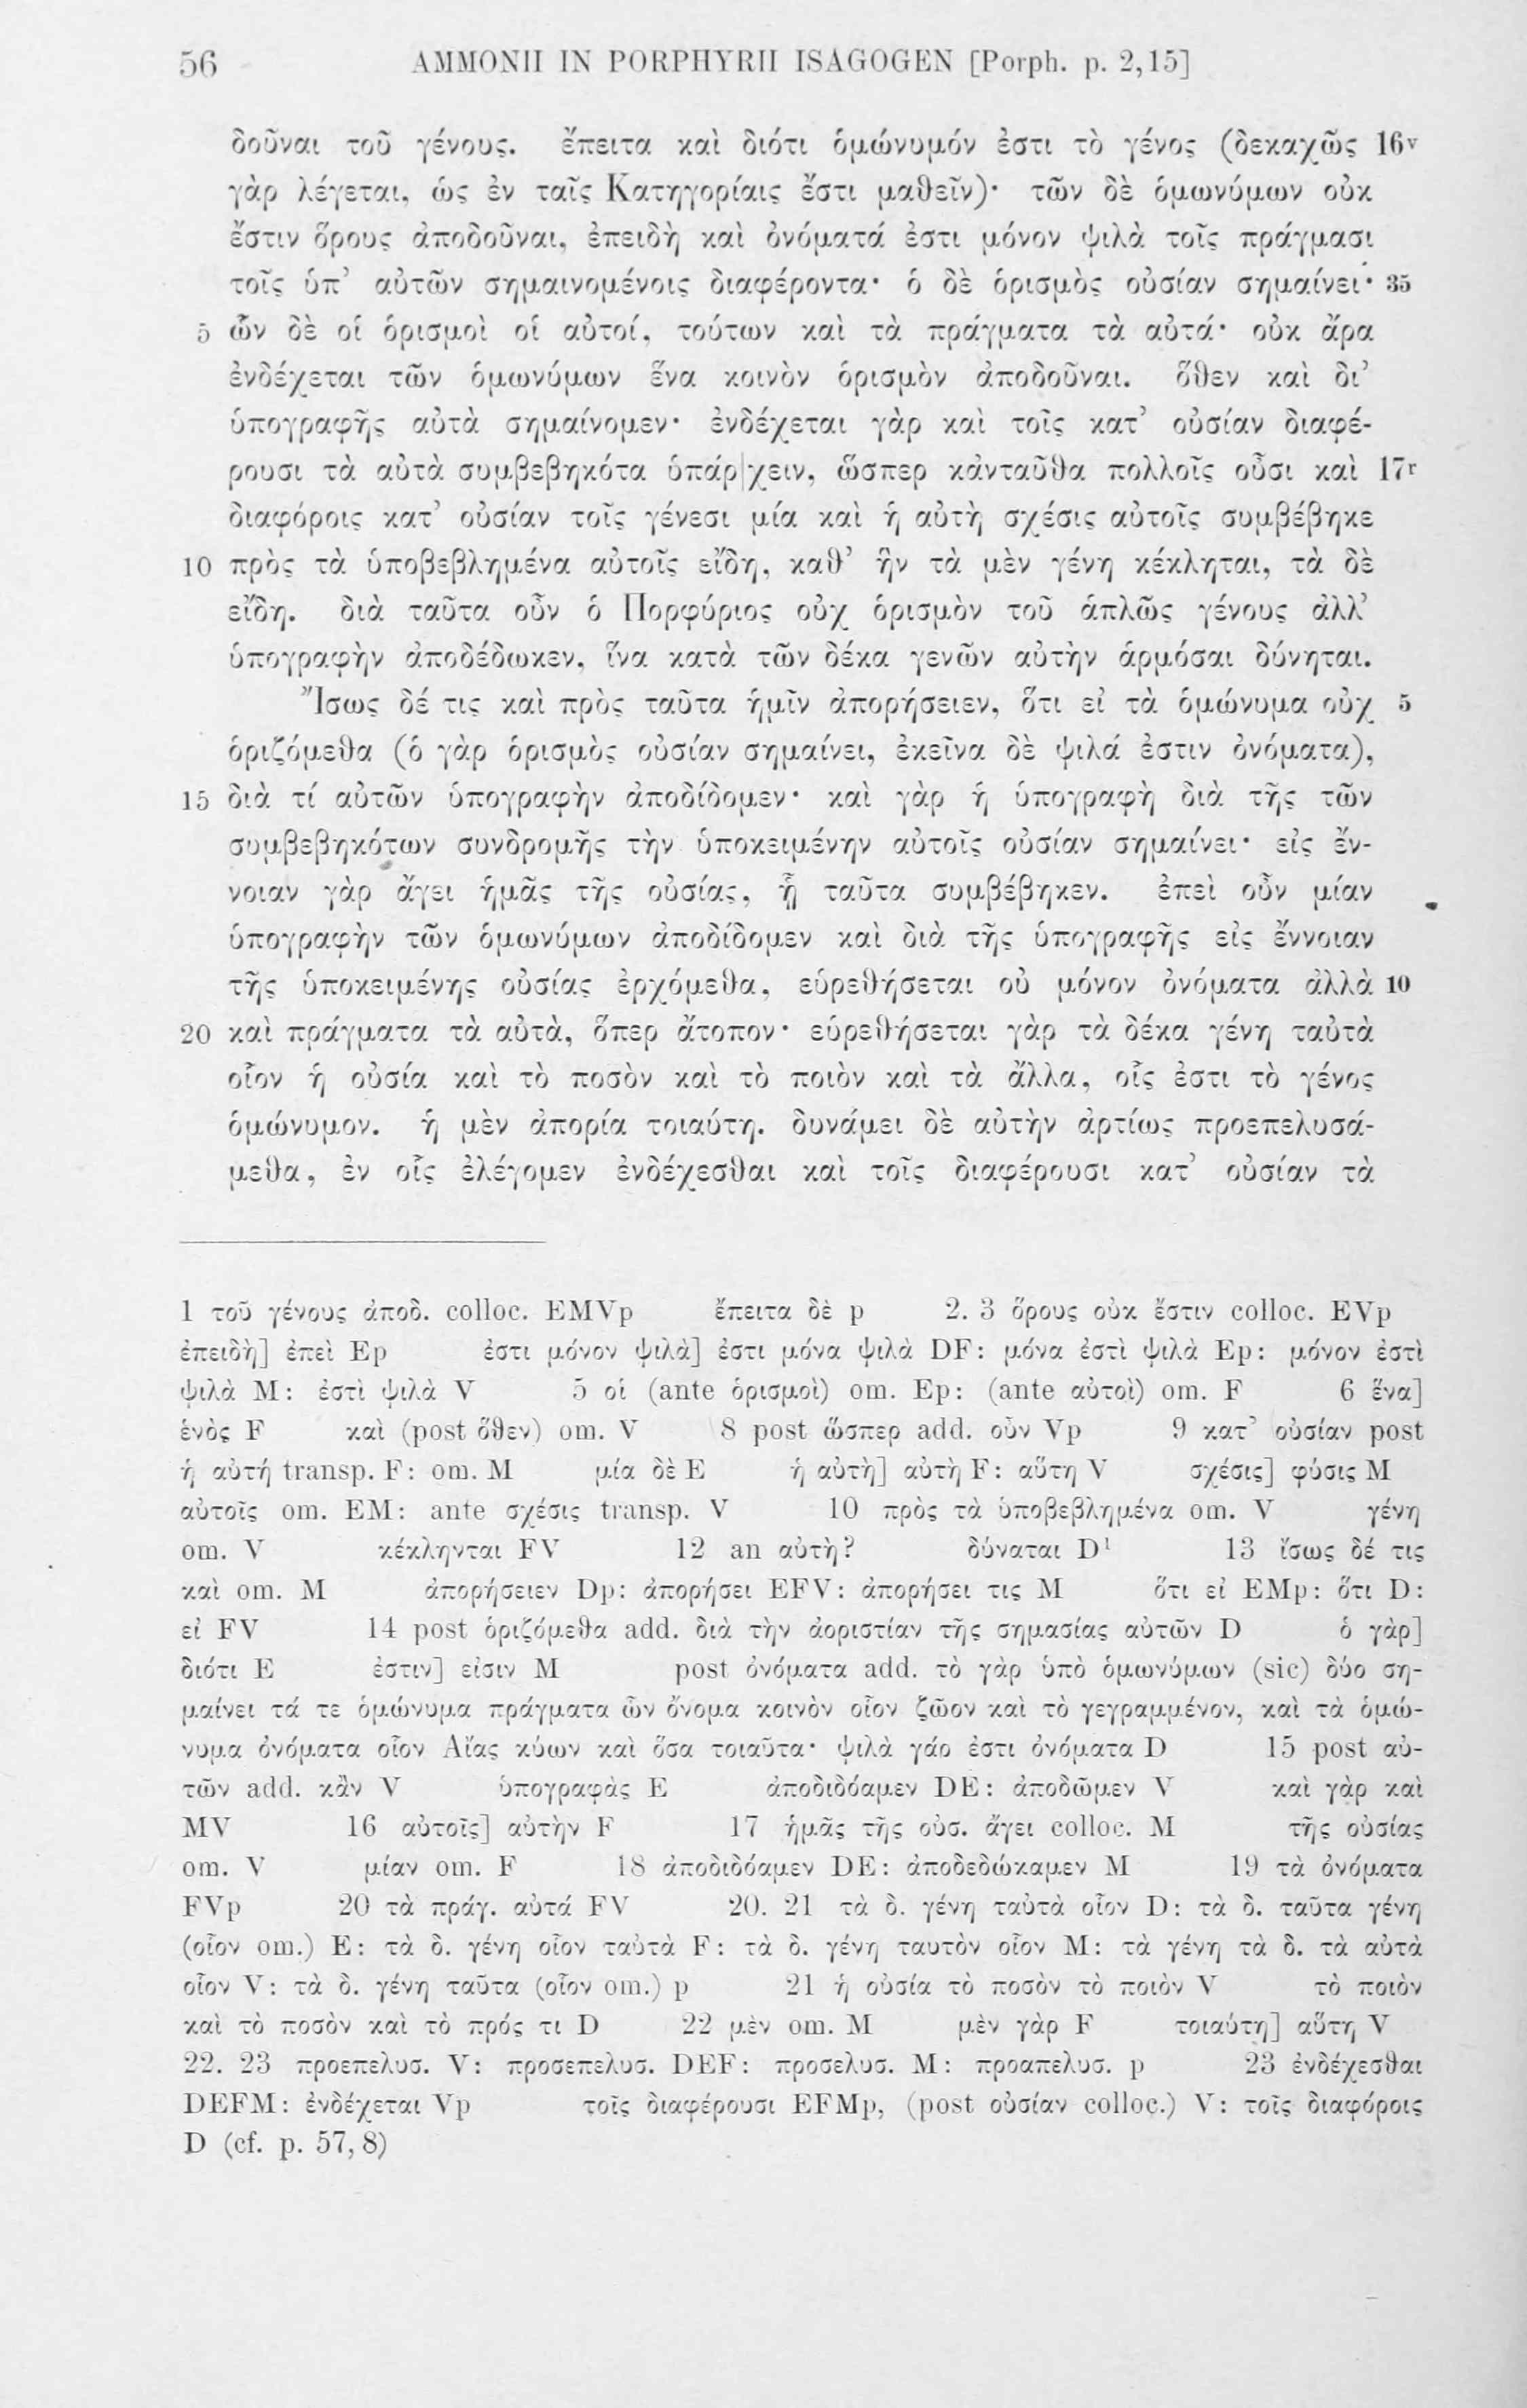 56 AMMONII IN PORPHYRII ISAGOGEN [Porph. p. 2,15]
δοῦναι τοῦ γένους. ἔπειτα καὶ διότι ὁμώνυμόν ἐστι τὸ γένος (δεκαχῶς 16v
γὰρ λέγεται, ὡς ἐν ταῖς Κατηγορίαις ἔστι μαθεῖν)· τῶν δὲ ὁμωνύμων οὐκ
ἔστιν ὅρους ἀποδοῦναι, ἐπειδὴ καὶ ὀνόματά ἐστι μόνον ψιλὰ τοῖς πράγμασι
τοῖς ὑπ’ αὐτῶν σημαινομένοις διαφέροντα· ὁ δὲ ὁρισμὸς οὐσίαν σημαίνει· 35
5 ὧν δὲ οἱ ὁρισμοὶ οἱ αὐτοί, τούτων καὶ τὰ πράγματα τὰ αὐτά· οὐκ ἄρα
ἐνδέχεται τῶν ὁμωνύμων ἕνα κοινὸν ὁρισμὸν ἀποδοῦναι. ὅθεν καὶ δι’
ὑπογραφῆς αὐτὰ σημαίνομεν· ἐνδέχεται γὰρ καὶ τοῖς κατ’ οὐσίαν διαφέ-
ρουσι τὰ αὐτὰ συμβεβηκότα ὑπάρ|χειν, ὥσπερ κἀνταῦθα πολλοῖς οὖσι καὶ 17r
διαφόροις κατ’ οὐσίαν τοῖς γένεσι μία καὶ ἡ αὐτὴ σχέσις αὐτοῖς συμβέβηκε
10 πρὸς τὰ ὑποβεβλημένα αὐτοῖς εἴδη, καθ’ ἣν τὰ μὲν γένη κέκληται, τὰ δὲ
εἴδη. διὰ ταῦτα οὖν ὁ Πορφύριος οὐχ ὁρισμὸν τοῦ ἁπλῶς γένους ἀλλ’
ὑπογραφὴν ἀποδέδωκεν, ἵνα κατὰ τῶν δέκα γενῶν αὐτὴν ἁρμόσαι δύνηται.
Ἴσως δέ τις καὶ πρὸς ταῦτα ἡμῖν ἀπορήσειεν, ὅτι εἰ τὰ ὁμώνυμα οὐχ 5
ὁριζόμεθα (ὁ γὰρ ὁρισμὸς οὐσίαν σημαίνει, ἐκεῖνα δὲ ψιλά ἐστιν ὀνόματα),
15 διὰ τί αὐτῶν ὑπογραφὴν ἀποδίδομεν· καὶ γὰρ ἡ ὑπογραφὴ διὰ τῆς τῶν
συμβεβηκότων συνδρομῆς τὴν ὑποκειμένην αὐτοῖς οὐσίαν σημαίνει· εἰς ἔν-
νοιαν γὰρ ἄγει ἡμᾶς τῆς οὐσίας, ᾗ ταῦτα συμβέβηκεν. ἐπεὶ οὖν μίαν
ὑπογραφὴν τῶν ὁμωνύμων ἀποδίδομεν καὶ διὰ τῆς ὑπογραφῆς εἰς ἔννοιαν
τῆς ὑποκειμένης οὐσίας ἐρχόμεθα, εὑρεθήσεται οὐ μόνον ὀνόματα ἀλλὰ 10
20 καὶ πράγματα τὰ αὐτὰ, ὅπερ ἄτοπον· εὑρεθήσεται γὰρ τὰ δέκα γένη ταὐτὰ
οἷον ἡ οὐσία καὶ τὸ ποσὸν καὶ τὸ ποιὸν καὶ τὰ ἄλλα, οἷς ἐστι τὸ γένος
ὁμώνυμον. ἡ μὲν ἀπορία τοιαύτη. δυνάμει δὲ αὐτὴν ἀρτίως προεπελυσά-
μεθα, ἐν οἷς ἐλέγομεν ἐνδέχεσθαι καὶ τοῖς διαφέρουσι κατ’ οὐσίαν τὰ
1 τοῦ γένους ἀποδ. colloc. EMVp ἔπειτα δὲ p 2. 3 ὅρους οὐκ ἔστιν colloc. EVp
ἐπειδὴ] ἐπεὶ Ep ἐστι μόνον ψιλὰ] ἐστι μόνα ψιλὰ DF: μόνα ἐστὶ ψιλὰ Ep: μόνον ἐστὶ
ψιλὰ M: ἐστὶ ψιλὰ V 5 οἱ (ante ὁρισμοὶ) om. Ep: (ante αὐτοὶ) om. F 6 ἕνα]
ἑνὸς F καὶ (post ὅθεν) om. V 8 post ὥσπερ add. οὖν Vp 9 κατ’ οὐσίαν post
ἡ αὐτή transp. F: om. M μία δὲ E ἡ αὐτὴ] αὐτὴ F: αὕτη V σχέσις] φύσις M
αὐτοῖς om. EM: ante σχέσις transp. V 10 πρὸς τὰ ὑποβεβλημένα om. V γένη
om. V κέκληνται FV 12 an αὑτὴ? δύναται D¹ 13 ἴσως δέ τις
καὶ om. M ἀπορήσειεν Dp: ἀπορήσει EFV: ἀπορήσει τις M ὅτι εἰ EMp: ὅτι D:
εἰ FV 14 post ὁριζόμεθα add. διὰ τὴν ἀοριστίαν τῆς σημασίας αὐτῶν D ὁ γὰρ]
διότι E ἐστιν] εἰσιν M post ὀνόματα add. τὸ γὰρ ὑπὸ ὁμωνύμων (sic) δύο ση-
μαίνει τά τε ὁμώνυμα πράγματα ὧν ὄνομα κοινὸν οἷον ζῶον καὶ τὸ γεγραμμένον, καὶ τὰ ὁμώ-
νυμα ὀνόματα οἷον Αἴας κύων καὶ ὅσα τοιαῦτα· ψιλὰ γάρ ἐστι ὀνόματα D 15 post αὐ-
τῶν add. κἂν V ὑπογραφὰς E ἀποδιδόαμεν DE: ἀποδῶμεν V καὶ γὰρ καὶ
MV 16 αὐτοῖς] αὐτὴν F 17 ἡμᾶς τῆς οὐσ. ἄγει colloc. M τῆς οὐσίας
om. V μίαν om. F 18 ἀποδιδόαμεν DE: ἀποδεδώκαμεν M 19 τὰ ὀνόματα
FVp 20 τὰ πράγ. αὐτά FV 20. 21 τὰ δ. γένη ταὐτὰ οἷον D: τὰ δ. ταῦτα γένη
(οἷον om.) E: τὰ δ. γένη οἷον ταὐτὰ F: τὰ δ. γένη ταυτὸν οἷον M: τὰ γένη τὰ δ. τὰ αὐτὰ
οἷον V: τὰ δ. γένη ταῦτα (οἷον om.) p 21 ἡ οὐσία τὸ ποσὸν τὸ ποιὸν V τὸ ποιὸν
καὶ τὸ ποσὸν καὶ τὸ πρός τι D 22 μὲν om. M μὲν γὰρ F τοιαύτη] αὕτη V
22. 23 προεπελυσ. V: προσεπελυσ. DEF: προσελυσ. M: προαπελυσ. p 23 ἐνδέχεσθαι
DEFM: ἐνδέχεται Vp τοῖς διαφέρουσι EFMp, (post οὐσίαν colloc.) V: τοῖς διαφόροις
D (cf. p. 57, 8)